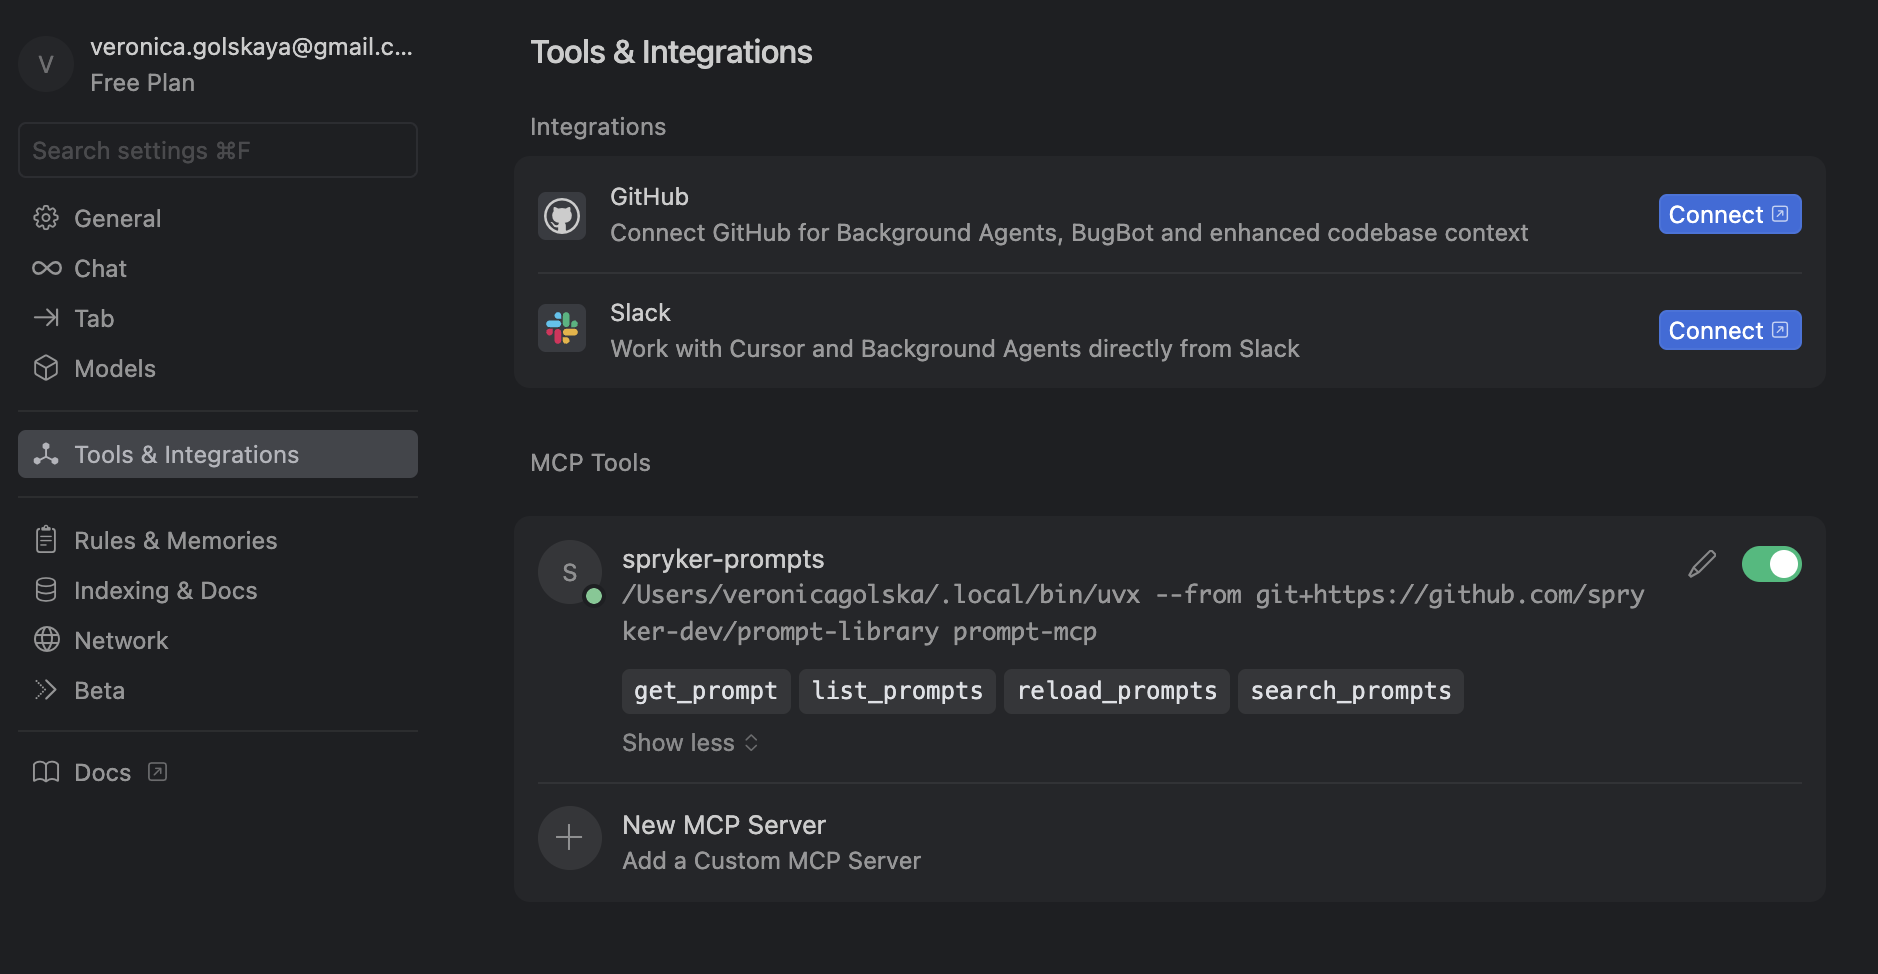 V
veronica.golskaya@gmail.c...
Free Plan
Search settings ⌘F
General
Chat
Tab
Models
Tools & Integrations
Rules & Memories
Indexing & Docs
Network
Beta
Docs
Tools & Integrations
Integrations
GitHub
Connect GitHub for Background Agents, BugBot and enhanced codebase context
Connect
Slack
Work with Cursor and Background Agents directly from Slack
Connect
MCP Tools
S
spryker-prompts
/Users/veronicagolska/.local/bin/uvx --from git+https://github.com/spry
ker-dev/prompt-library prompt-mcp
get_prompt list_prompts reload_prompts search_prompts
Show less
New MCP Server
Add a Custom MCP Server